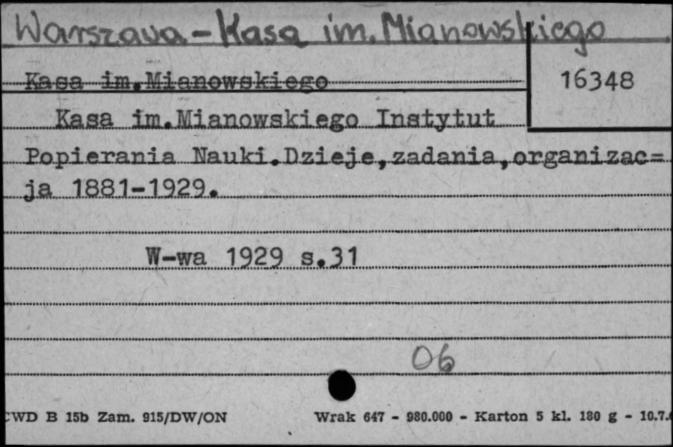 Warszawa - Kasa im. Mianowskiego
Kasa im.Mianowskiego
16348
Kasa im.Mianowskiego Instytut
Popierania Nauki.Dzieje,zadania,organizac=
ja 1881-1929.
W-wa 1929 s.31
06
CWD B 15b Zam. 915/DW/ON Wrak 647 - 980.000 - Karton 5 kl. 180 g - 10.7.